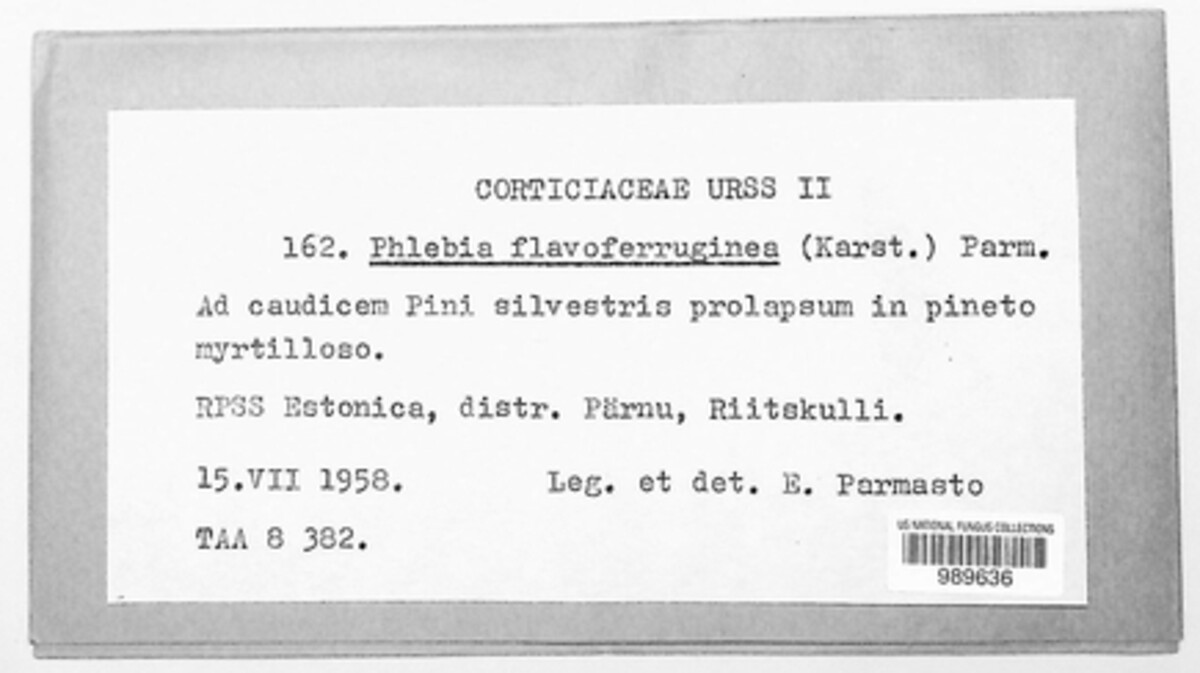 CORTICIACEAE URSS II
162. Phlebia flavoferruginea (Karst.) Parm.
Ad caudicem Pini silvestris prolapsum in pineto
myrtilloso.
RPSS Estonica, distr. Pärnu, Riitskulli.
15.VII 1958. Leg. et det. E. Parmasto
TAA 8 382.
US NATIONAL FUNGUS COLLECTIONS
989636